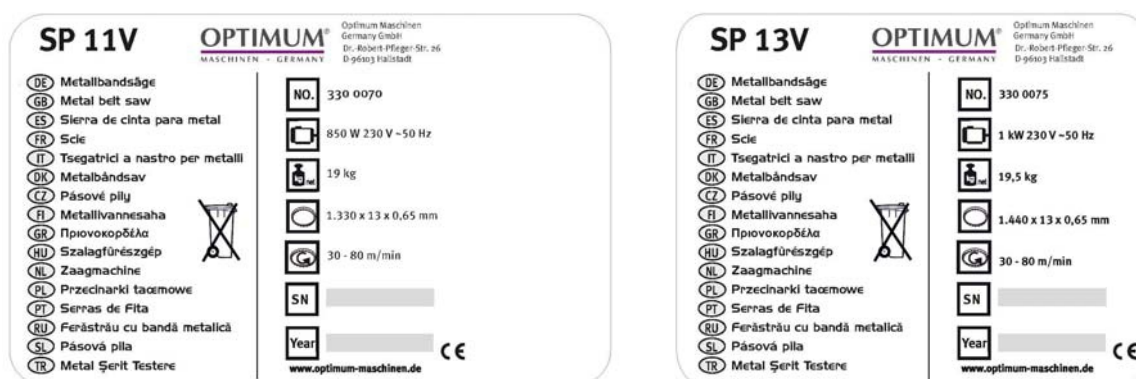 SP 11V
OPTIMUM®
MASCHINEN - GERMANY
Optimum Maschinen
Germany GmbH
Dr.-Robert-Pfleger-Str. 26
D-96103 Hallstadt
DE Metallbandsäge
GB Metal belt saw
ES Sierra de cinta para metal
FR Scie
IT Tsegatrici a nastro per metalli
DK Metalbåndsav
CZ Pásové pily
FI Metallivannesaha
GR Πριονοκορδέλα
HU Szalagfűrészgép
NL Zaagmachine
PL Przecinarki taœmowe
PT Serras de Fita
RU Ferăstrău cu bandă metalică
SL Pásová pila
TR Metal Şerit Testere
NO. 330 0070
850 W 230 V ~50 Hz
kg net 19 kg
1.330 x 13 x 0,65 mm
30 - 80 m/min
SN
Year
CE
www.optimum-maschinen.de
SP 13V
OPTIMUM®
MASCHINEN - GERMANY
Optimum Maschinen
Germany GmbH
Dr.-Robert-Pfleger-Str. 26
D-96103 Hallstadt
DE Metallbandsäge
GB Metal belt saw
ES Sierra de cinta para metal
FR Scie
IT Tsegatrici a nastro per metalli
DK Metalbåndsav
CZ Pásové pily
FI Metallivannesaha
GR Πριονοκορδέλα
HU Szalagfűrészgép
NL Zaagmachine
PL Przecinarki taœmowe
PT Serras de Fita
RU Ferăstrău cu bandă metalică
SL Pásová pila
TR Metal Şerit Testere
NO. 330 0075
1 kW 230 V ~50 Hz
kg net 19,5 kg
1.440 x 13 x 0,65 mm
30 - 80 m/min
SN
Year
CE
www.optimum-maschinen.de